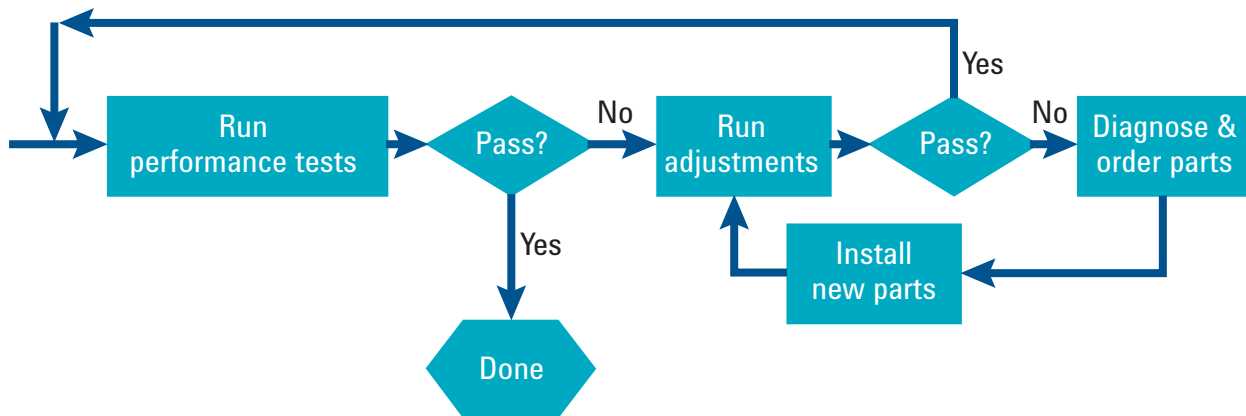 Yes
Run
performance tests
Pass?
No
Run
adjustments
Pass?
No
Diagnose &
order parts
Yes
Install
new parts
Done